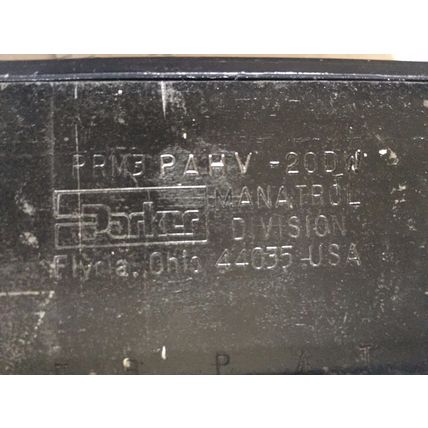 PRM3PAHV-20DW
Parker MANATROL
DIVISION
Elyria, Ohio 44035-USA
S P A T